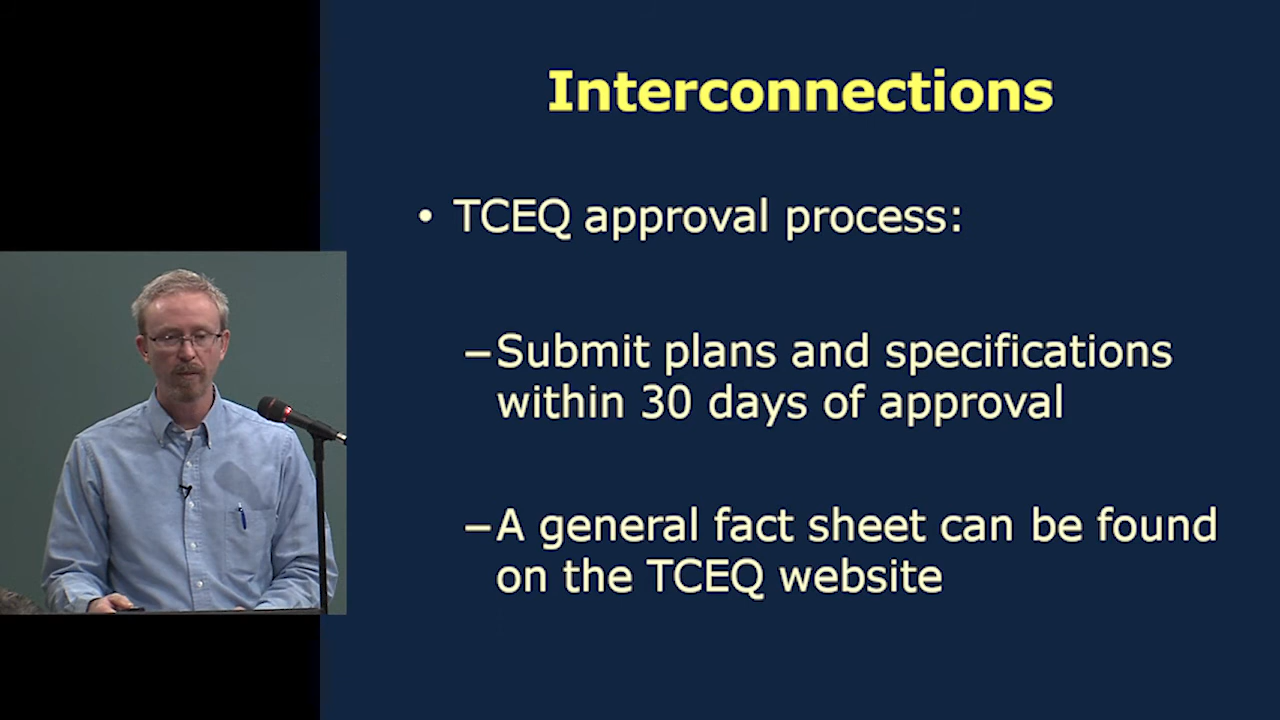 Interconnections
• TCEQ approval process:
–Submit plans and specifications
within 30 days of approval
–A general fact sheet can be found
on the TCEQ website